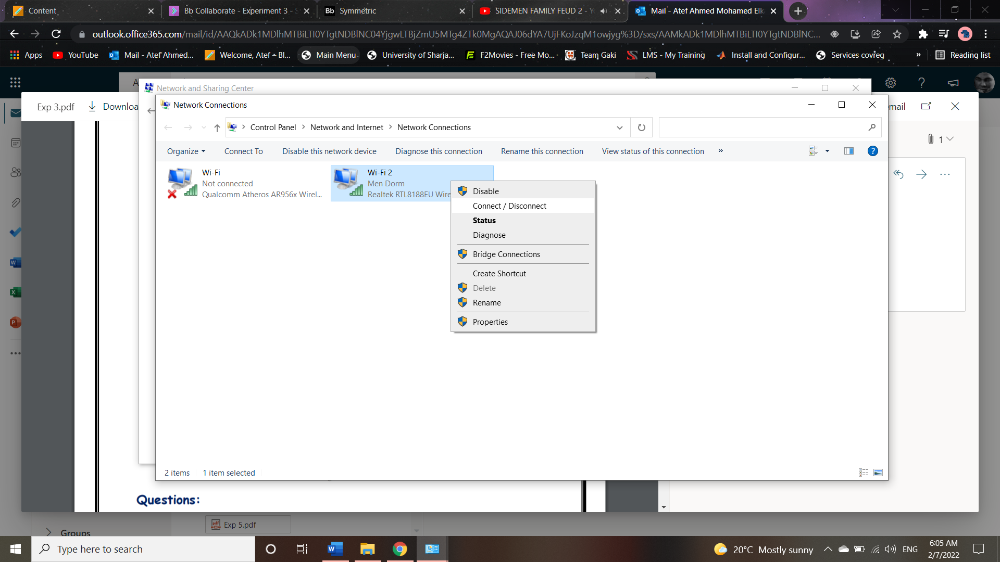 Content
Bb Collaborate - Experiment 3 - S
Bb Symmetric
SIDEMEN FAMILY FEUD 2 - Yo
Mail - Atef Ahmed Mohamed Elk
outlook.office365.com/mail/id/AAQkADk1MDlhMTBiLTI0YTgtNDBlNC04YjgwLTBjZmU5MTg4ZTk0MgAQAJ06dYA7UjFKoJzqM1owjyg%3D/sxs/AAMkADk1MDlhMTBiLTI0YTgtNDBlNC...
Apps
YouTube
Mail - Atef Ahmed...
Welcome, Atef – Bl...
Main Menu
University of Sharja...
F2Movies - Free Mo...
Team Gaki
LMS - My Training
Install and Configur...
Services covreg
»
Reading list
Network and Sharing Center
Exp 3.pdf
Downloa
Network Connections
email
Control Panel > Network and Internet > Network Connections
1
Organize
Connect To
Disable this network device
Diagnose this connection
Rename this connection
View status of this connection
»
Wi-Fi
Not connected
Qualcomm Atheros AR956x Wirel...
Wi-Fi 2
Men Dorm
Realtek RTL8188EU Wire
Disable
Connect / Disconnect
Status
Diagnose
Bridge Connections
Create Shortcut
Delete
Rename
Properties
2 items
1 item selected
Questions:
Exp 5.pdf
Groups
Type here to search
20°C Mostly sunny
ENG
6:05 AM
2/7/2022